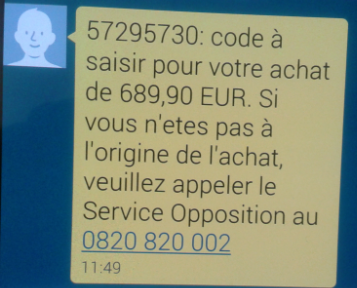 57295730: code à
saisir pour votre achat
de 689,90 EUR. Si
vous n'etes pas à
l'origine de l'achat,
veuillez appeler le
Service Opposition au
0820 820 002
11:49